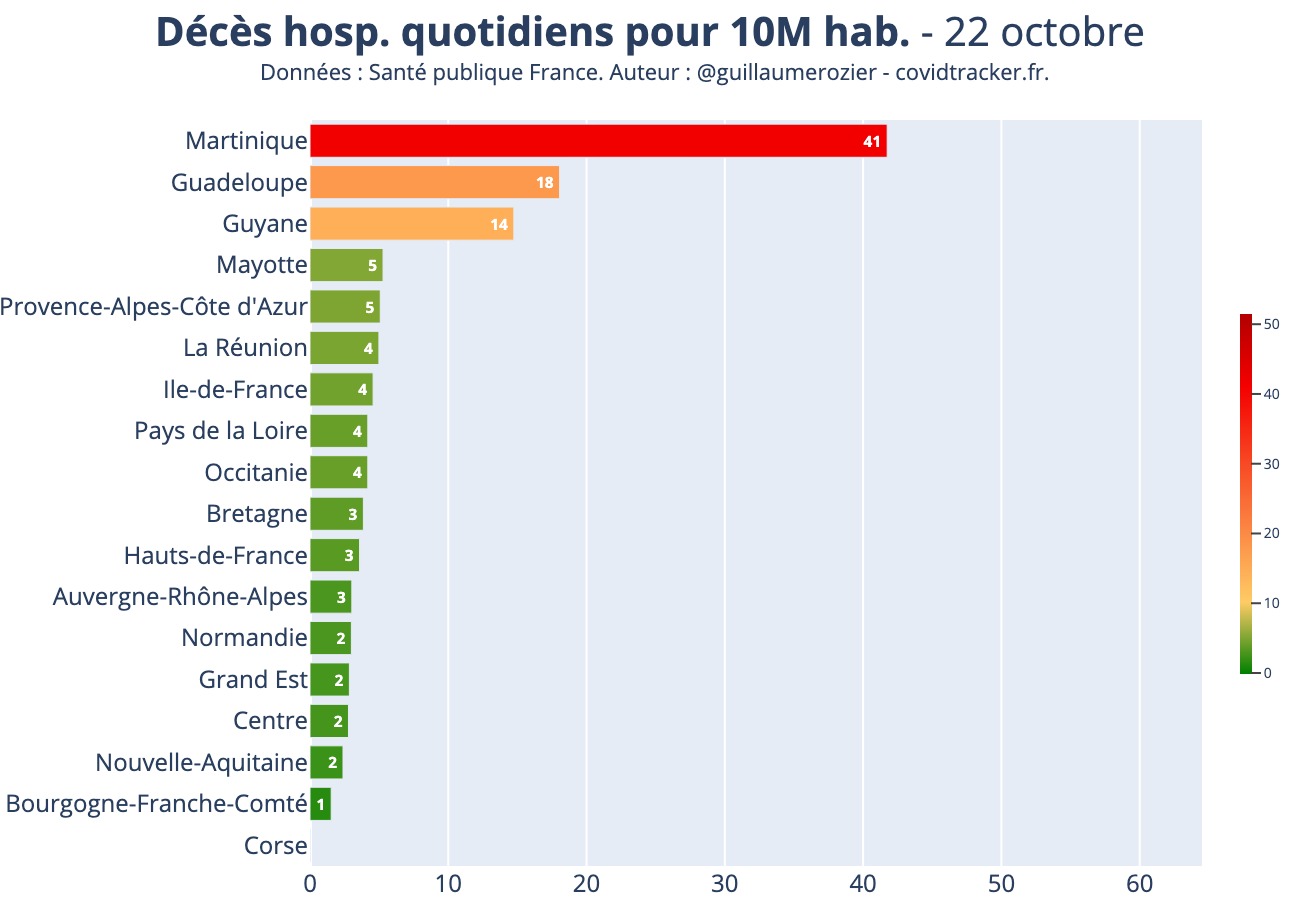 Décès hosp. quotidiens pour 10M hab. - 22 octobre
Données : Santé publique France. Auteur : @guillaumerozier - covidtracker.fr.
Martinique 41
Guadeloupe 18
Guyane 14
Mayotte 5
Provence-Alpes-Côte d'Azur 5
La Réunion 4
Ile-de-France 4
Pays de la Loire 4
Occitanie 4
Bretagne 3
Hauts-de-France 3
Auvergne-Rhône-Alpes 3
Normandie 2
Grand Est 2
Centre 2
Nouvelle-Aquitaine 2
Bourgogne-Franche-Comté 1
Corse
0 10 20 30 40 50 60
50
40
30
20
10
0